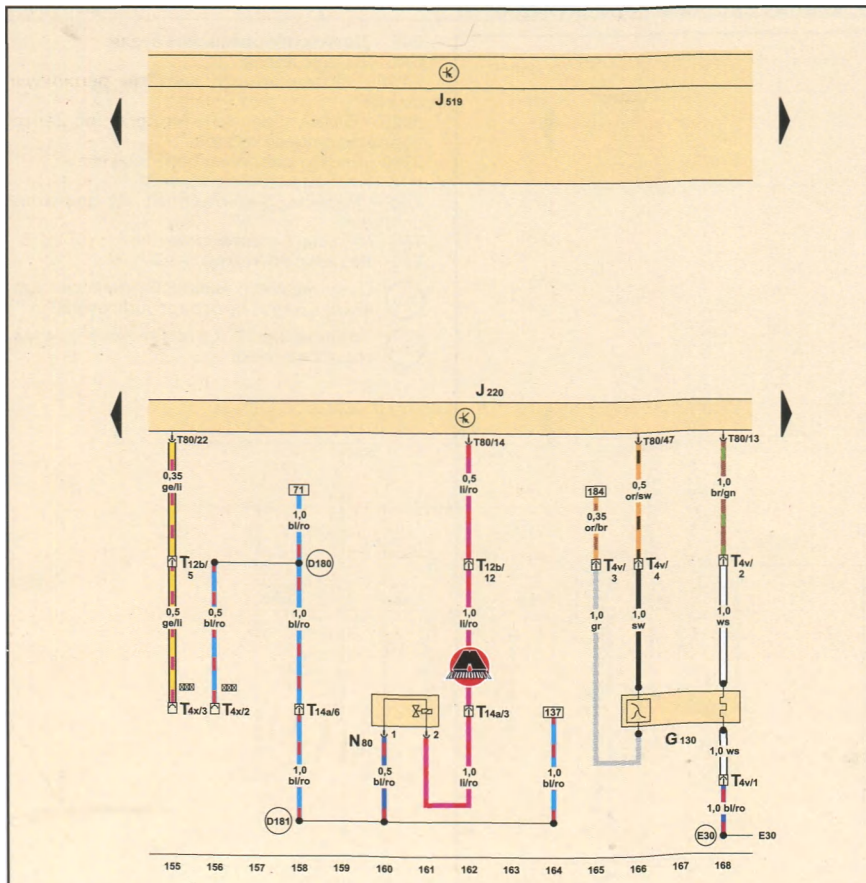 J519
J220
T80/22
T80/14
T80/47
T80/13
0,35
ge/li
71
1,0
bl/ro
0,5
li/ro
184
0,35
or/br
0,5
or/sw
1,0
br/gn
T12b/
5
D180
T12b/
12
T4v/
3
T4v/
4
T4v/
2
0,5
ge/li
0,5
bl/ro
1,0
bl/ro
1,0
li/ro
1,0
gr
1,0
sw
1,0
ws
T4x/3
T4x/2
T14a/6
N80
1
2
T14a/3
137
G130
1,0
bl/ro
0,5
bl/ro
1,0
li/ro
1,0
bl/ro
1,0 ws
T4v/1
1,0 bl/ro
D181
E30
E30
155 156 157 158 159 160 161 162 163 164 165 166 167 168